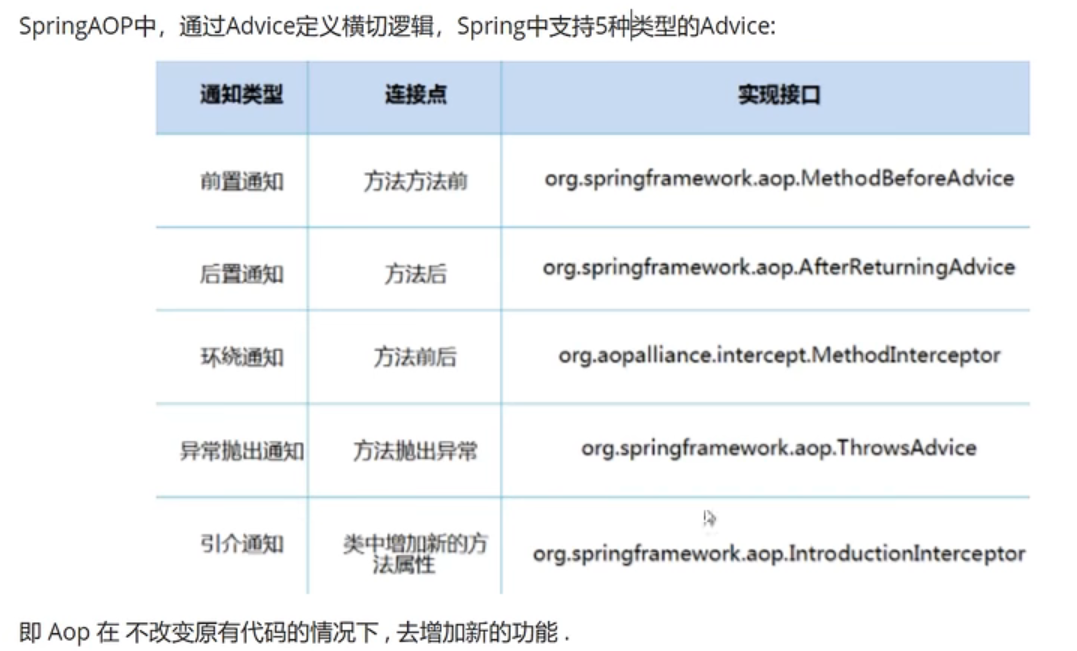 SpringAOP中，通过Advice定义横切逻辑，Spring中支持5种类型的Advice:
通知类型 连接点 实现接口
前置通知 方法方法前 org.springframework.aop.MethodBeforeAdvice
后置通知 方法后 org.springframework.aop.AfterReturningAdvice
环绕通知 方法前后 org.aopalliance.intercept.MethodInterceptor
异常抛出通知 方法抛出异常 org.springframework.aop.ThrowsAdvice
引介通知 类中增加新的方
法属性 org.springframework.aop.IntroductionInterceptor
即 Aop 在 不改变原有代码的情况下 , 去增加新的功能 .